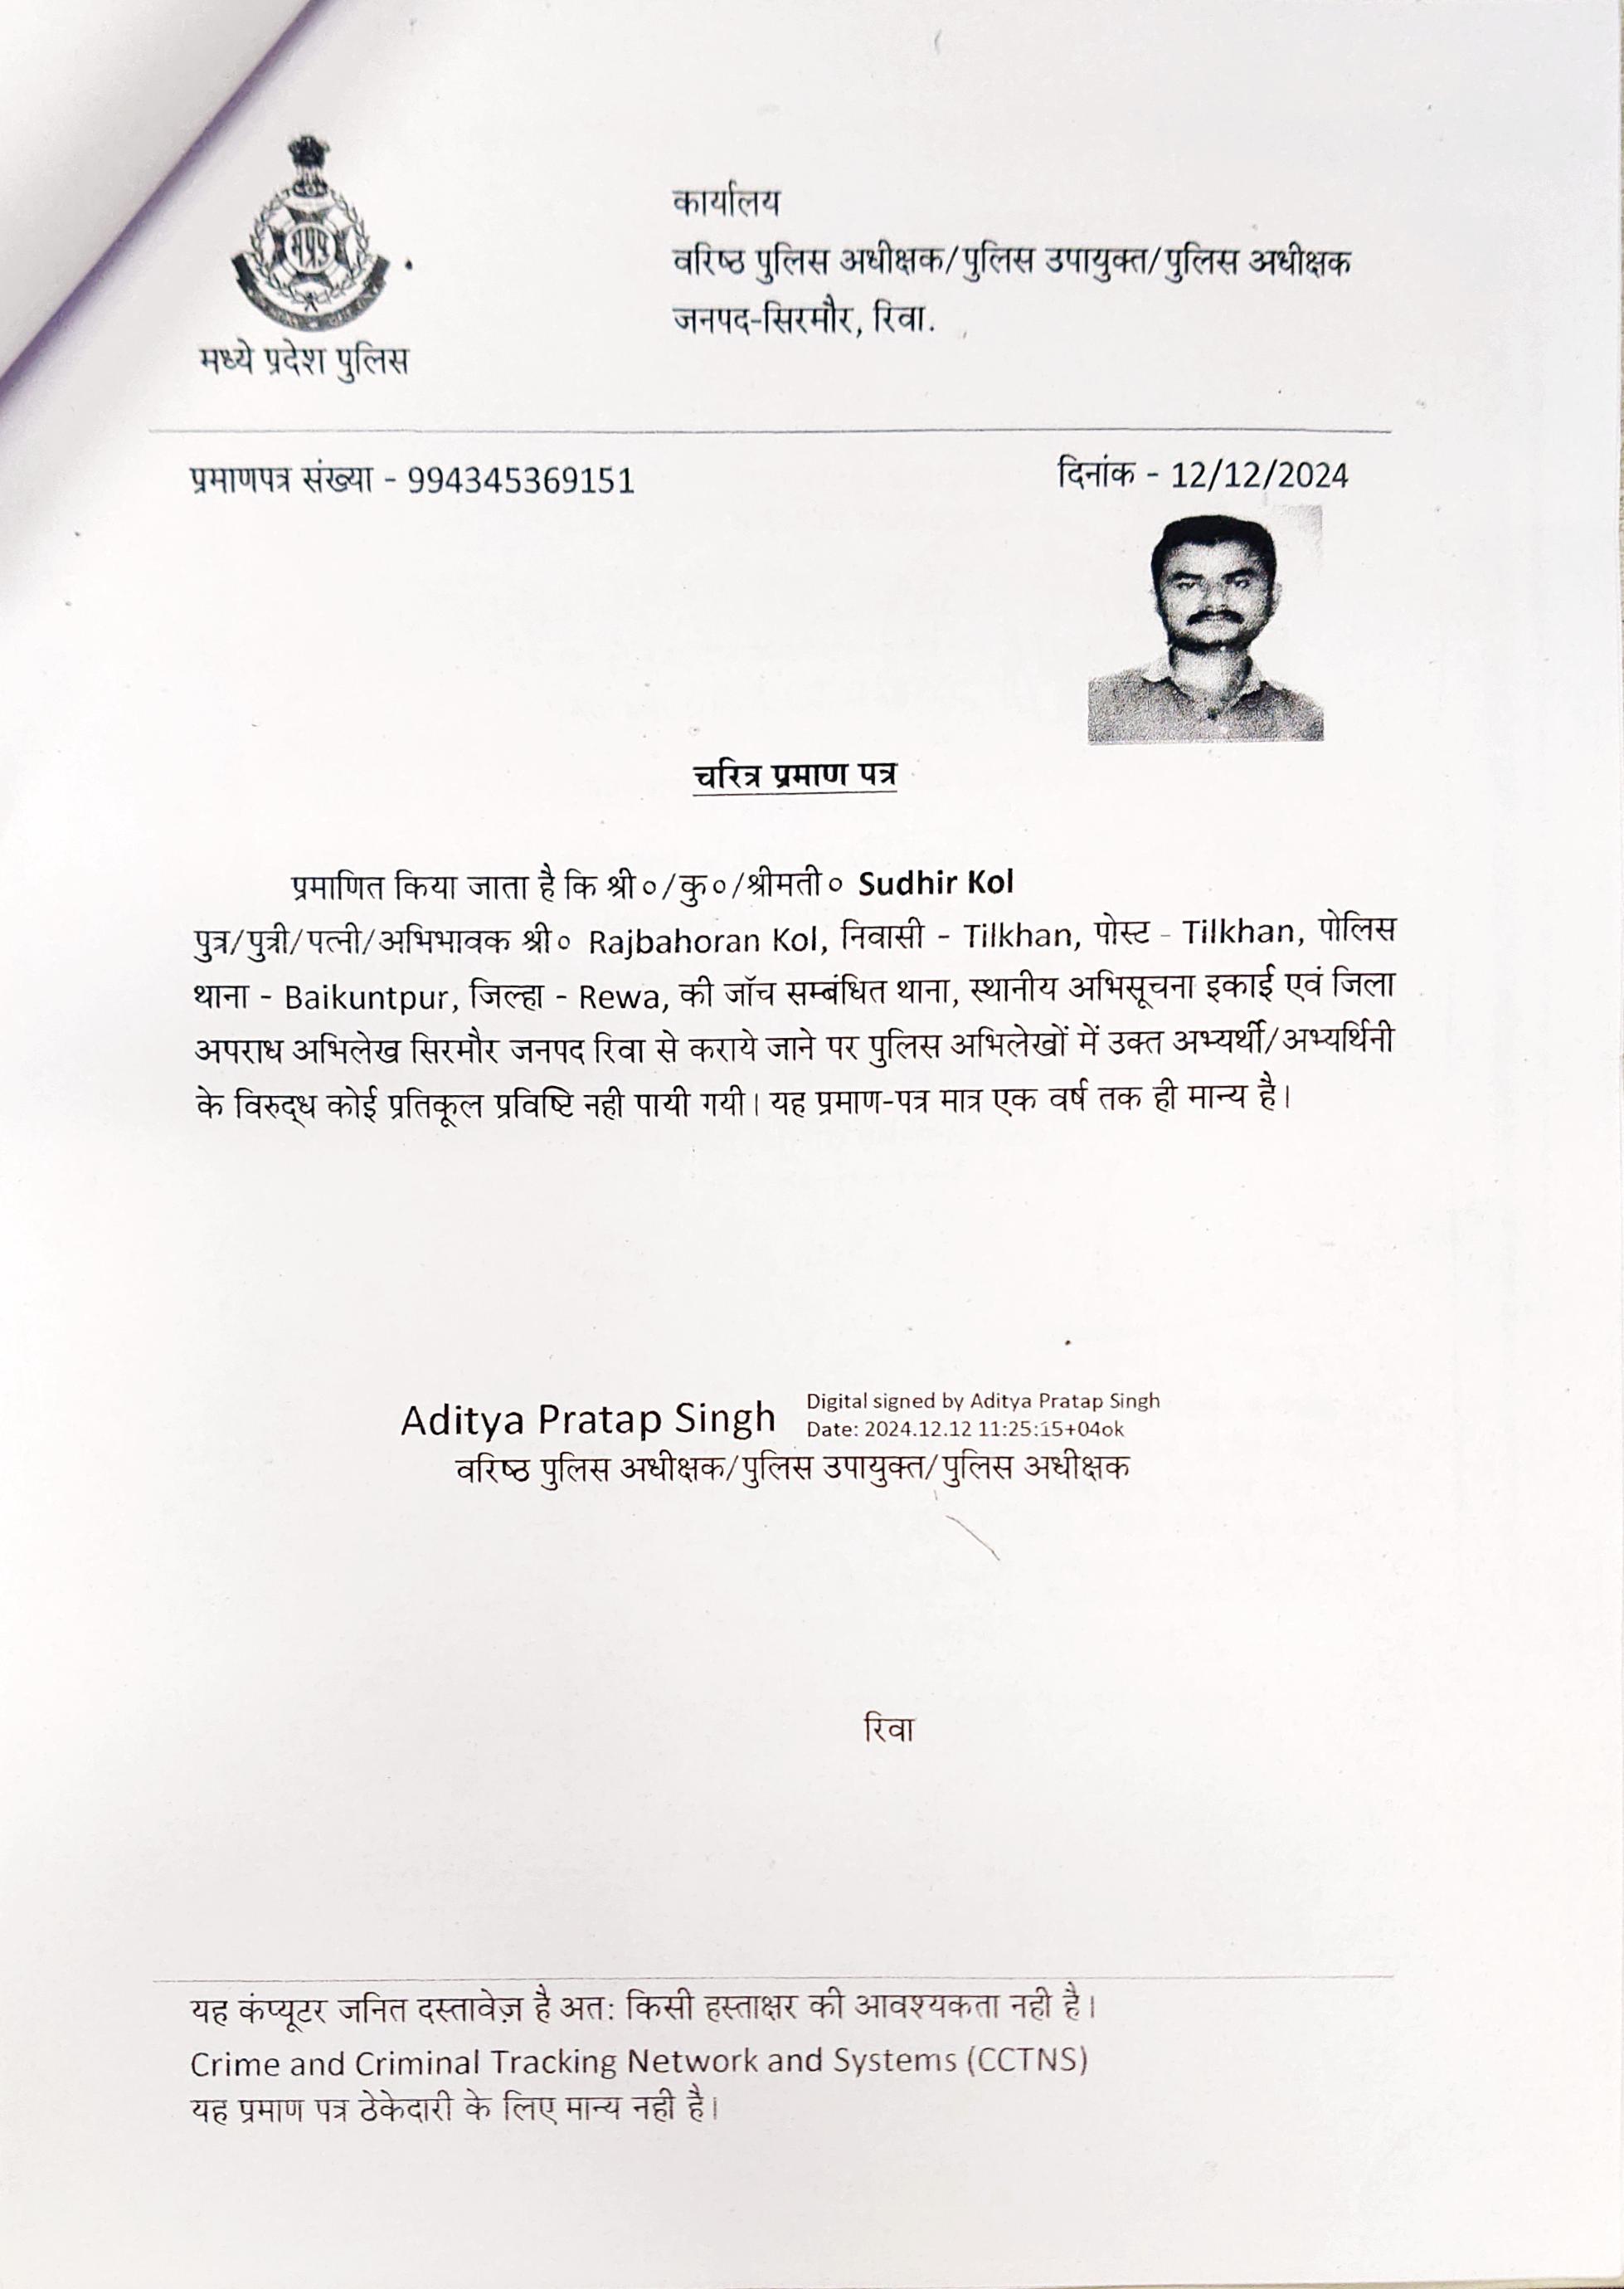 मप्रपु
मध्ये प्रदेश पुलिस
कार्यालय
वरिष्ठ पुलिस अधीक्षक/पुलिस उपायुक्त/पुलिस अधीक्षक
जनपद-सिरमौर, रिवा.
प्रमाणपत्र संख्या - 994345369151
दिनांक - 12/12/2024
चरित्र प्रमाण पत्र
प्रमाणित किया जाता है कि श्री०/कु०/श्रीमती० Sudhir Kol
पुत्र/पुत्री/पत्नी/अभिभावक श्री० Rajbahoran Kol, निवासी - Tilkhan, पोस्ट - Tilkhan, पोलिस
थाना - Baikuntpur, जिल्हा - Rewa, की जॉच सम्बंधित थाना, स्थानीय अभिसूचना इकाई एवं जिला
अपराध अभिलेख सिरमौर जनपद रिवा से कराये जाने पर पुलिस अभिलेखों में उक्त अभ्यर्थी/अभ्यर्थिनी
के विरुद्ध कोई प्रतिकूल प्रविष्टि नही पायी गयी। यह प्रमाण-पत्र मात्र एक वर्ष तक ही मान्य है।
Aditya Pratap Singh
Digital signed by Aditya Pratap Singh
Date: 2024.12.12 11:25:15+04ok
वरिष्ठ पुलिस अधीक्षक/पुलिस उपायुक्त/पुलिस अधीक्षक
रिवा
यह कंप्यूटर जनित दस्तावेज़ है अत: किसी हस्ताक्षर की आवश्यकता नही है।
Crime and Criminal Tracking Network and Systems (CCTNS)
यह प्रमाण पत्र ठेकेदारी के लिए मान्य नही है।